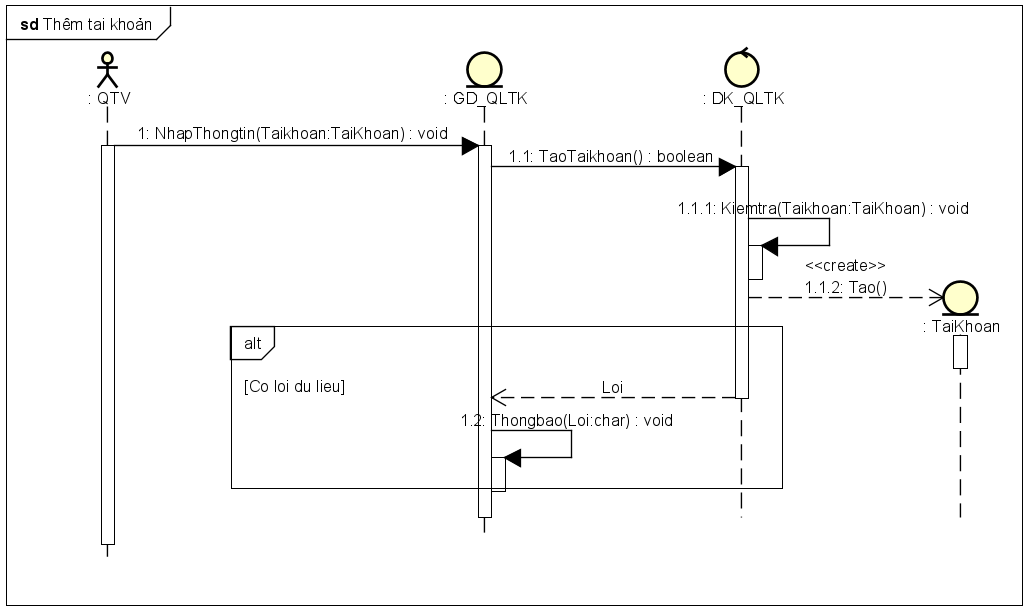 sd Thêm tai khoản
: QTV
: GD_QLTK
: DK_QLTK
1: NhapThongtin(Taikhoan:TaiKhoan) : void
1.1: TaoTaikhoan() : boolean
1.1.1: Kiemtra(Taikhoan:TaiKhoan) : void
<<create>>
1.1.2: Tao()
: TaiKhoan
alt
[Co loi du lieu]
Loi
1.2: Thongbao(Loi:char) : void